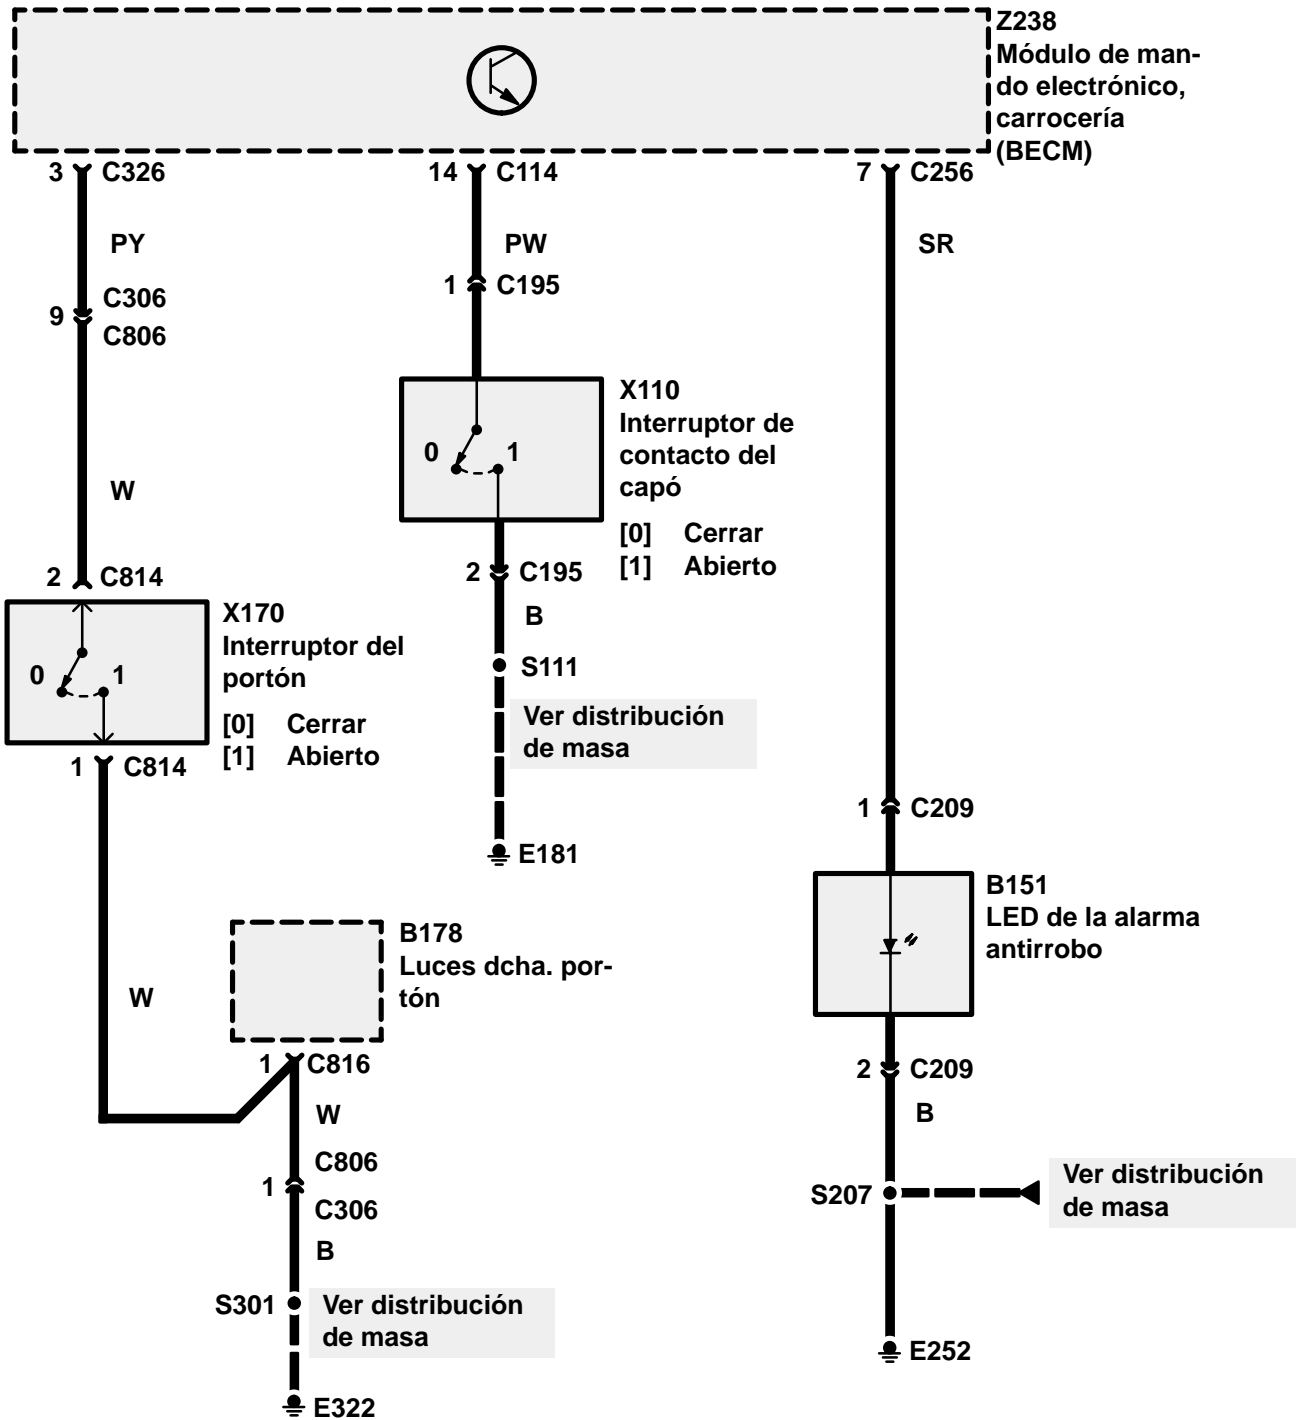 Z238
Módulo de man-
do electrónico,
carrocería
(BECM)
3 C326
14 C114
7 C256
PY
PW
SR
1 C195
C306
9
C806
X110
Interruptor de
contacto del
capó
0 1
[0] Cerrar
[1] Abierto
W
2 C195
2 C814
B
X170
Interruptor del
portón
0 1
[0] Cerrar
[1] Abierto
S111
Ver distribución
de masa
1 C814
1 C209
E181
B151
LED de la alarma
antirrobo
B178
Luces dcha. por-
tón
W
1 C816
2 C209
W
B
C806
1
C306
Ver distribución
de masa
S207
B
S301
Ver distribución
de masa
E252
E322